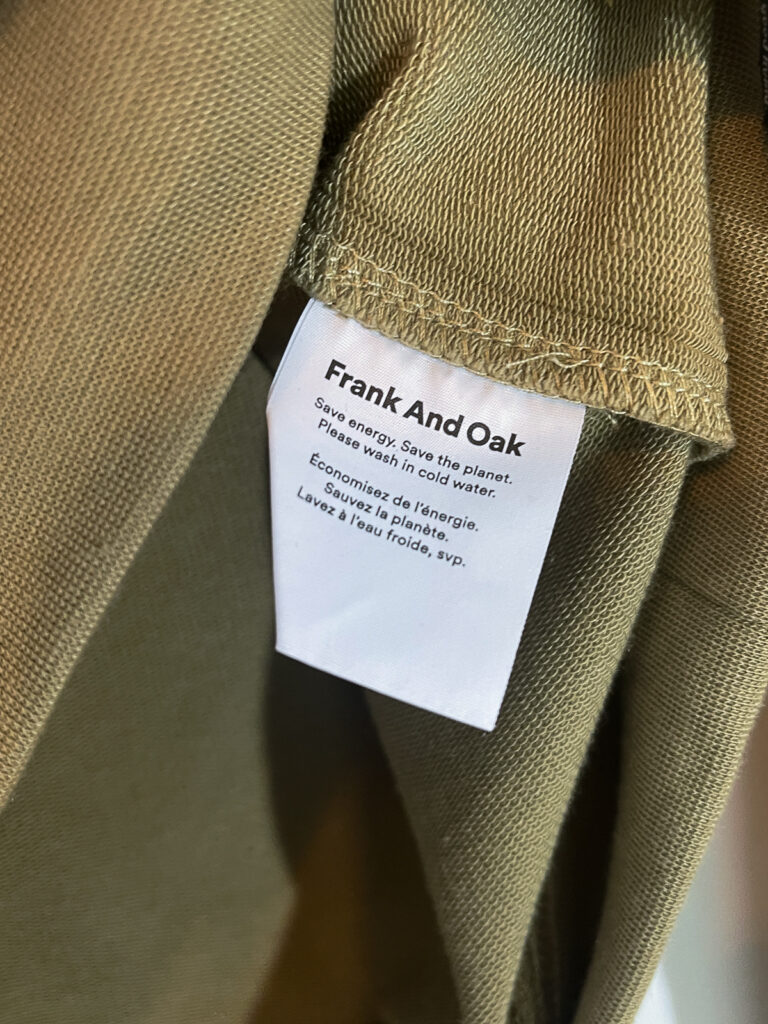 Frank And Oak
Save energy. Save the planet.
Please wash in cold water.
Économisez de l'énergie.
Sauvez la planète.
Lavez à l'eau froide, svp.